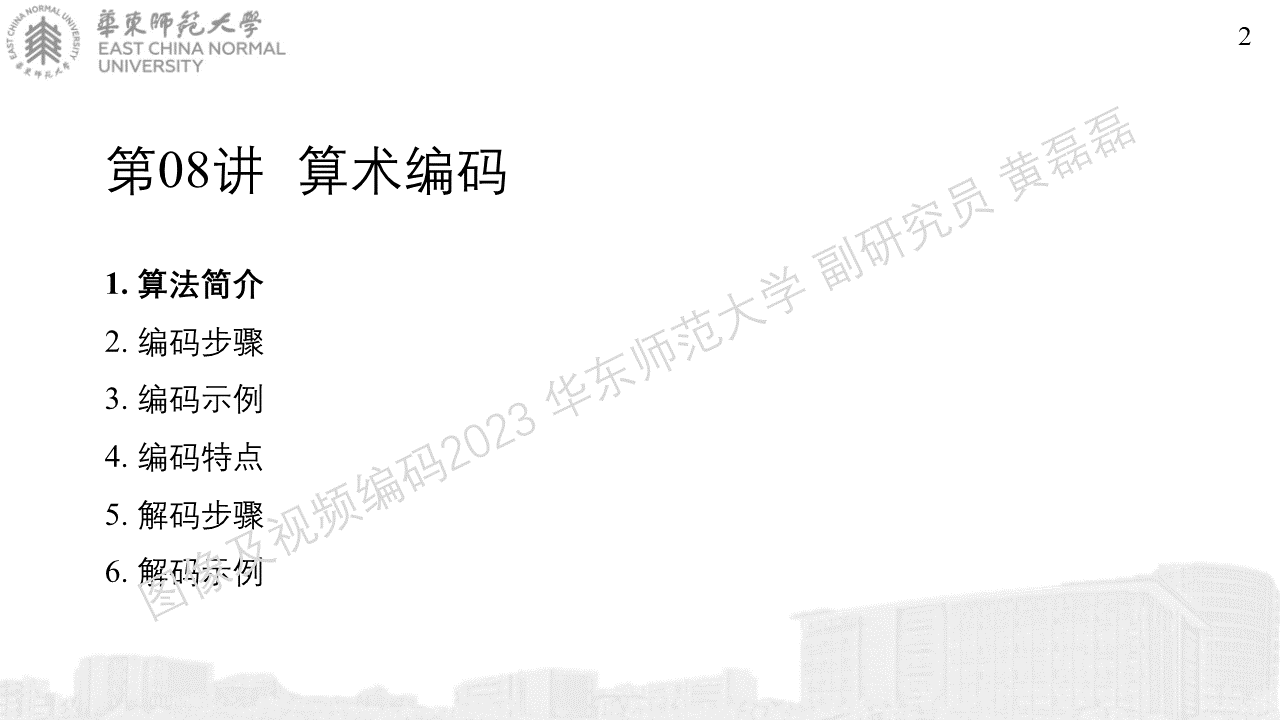 EAST CHINA NORMAL UNIVERSITY
華東師范大學
華東師范大學
EAST CHINA NORMAL
UNIVERSITY
2
第08讲 算术编码
1. 算法简介
2. 编码步骤
3. 编码示例
4. 编码特点
5. 解码步骤
6. 解码示例
图像及视频编码2023 华东师范大学 副研究员 黄磊磊